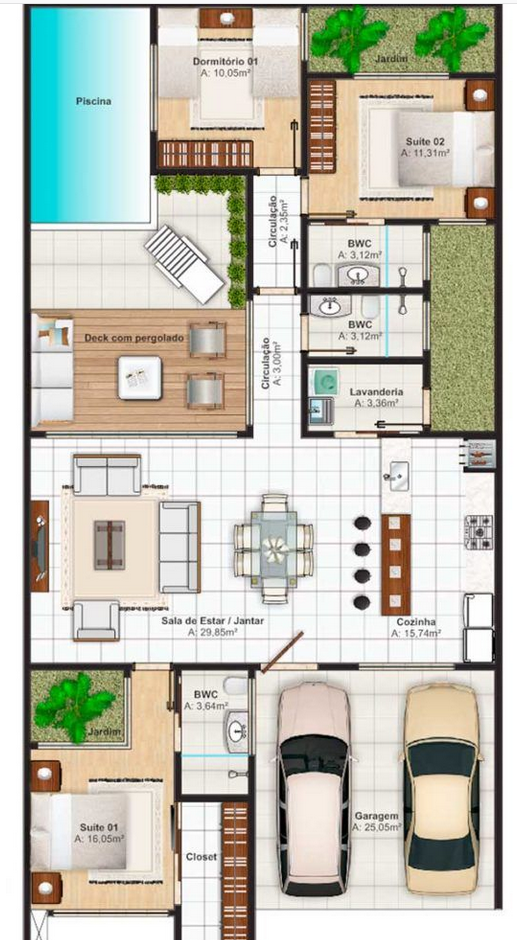 Dormitório 01
A: 10,05m²
Jardim
Piscina
Suíte 02
A: 11,31m²
Circulação
A: 2,35m²
BWC
A: 3,12m²
BWC
A: 3,12m²
Deck com pergolado
Circulação
A: 3,00m²
Lavanderia
A: 3,36m²
Sala de Estar / Jantar
A: 29,85m²
Cozinha
A: 15,74m²
BWC
A: 3,64m²
Jardim
Suíte 01
A: 16,05m²
Garagem
A: 25,05m²
Closet